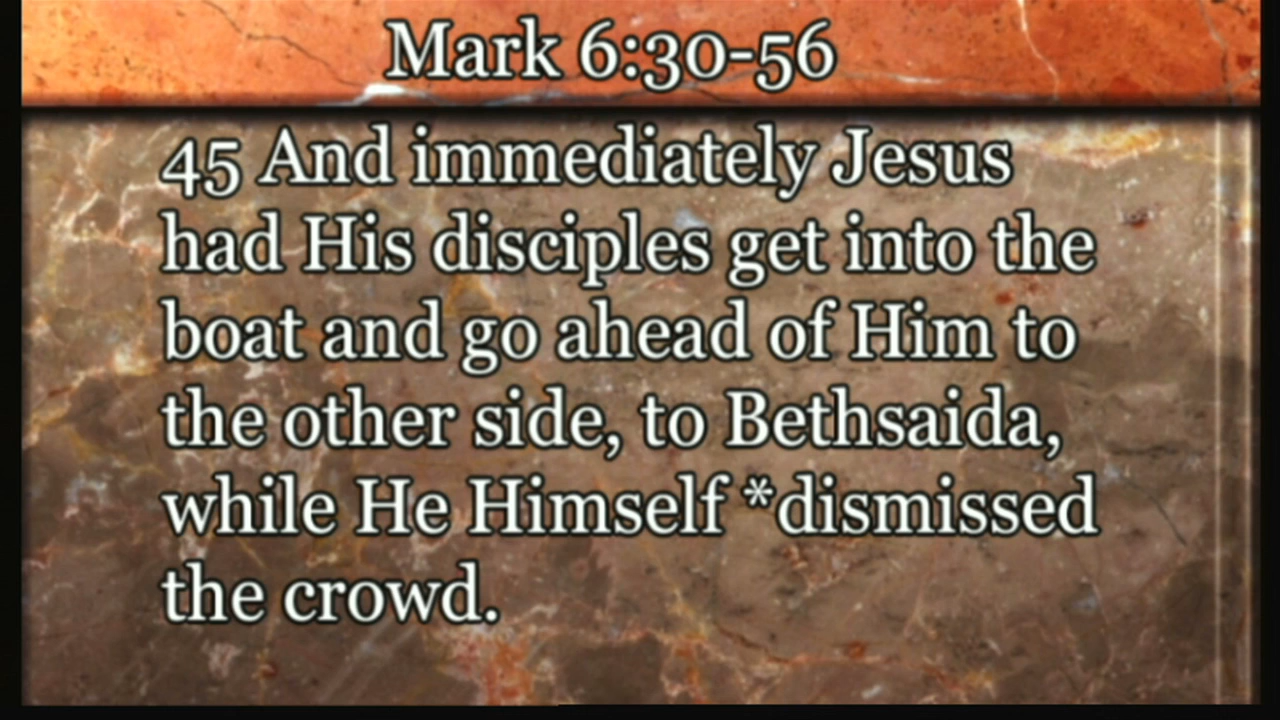 Mark 6:30-56
45 And immediately Jesus
had His disciples get into the
boat and go ahead of Him to
the other side, to Bethsaida,
while He Himself *dismissed
the crowd.